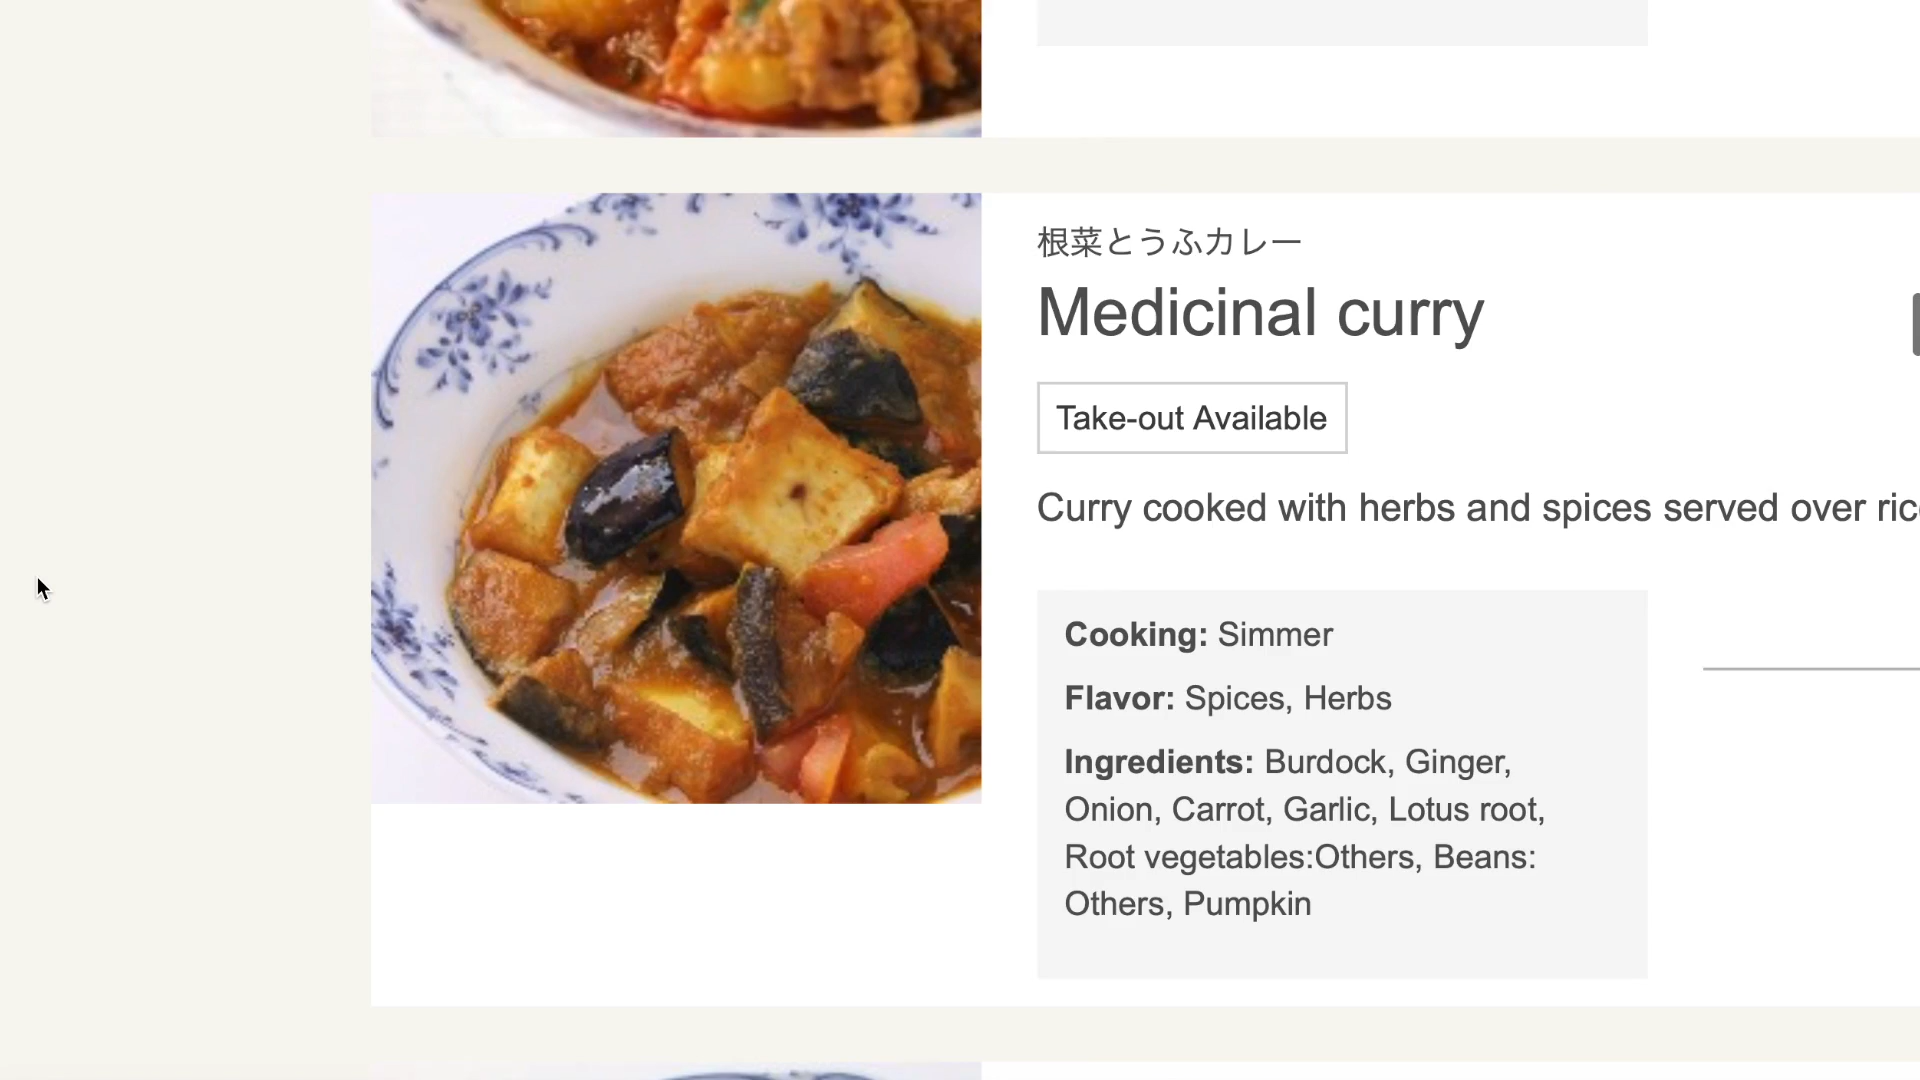 根菜とうふカレー
Medicinal curry
Take-out Available
Curry cooked with herbs and spices served over
Cooking: Simmer
Flavor: Spices, Herbs
Ingredients: Burdock, Ginger,
Onion, Carrot, Garlic, Lotus root,
Root vegetables:Others, Beans:
Others, Pumpkin